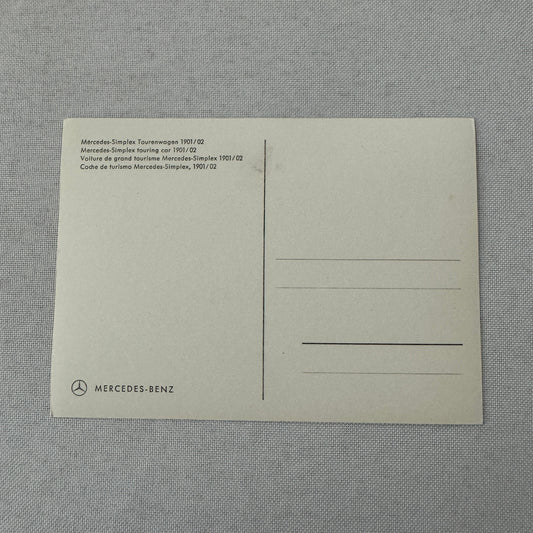 Mercedes-Simplex Tourenwagen 1901/02
Mercedes-Simplex touring car 1901/02
Voiture de grand tourisme Mercedes-Simplex 1901/02
Coche de turismo Mercedes-Simplex, 1901/02
MERCEDES-BENZ